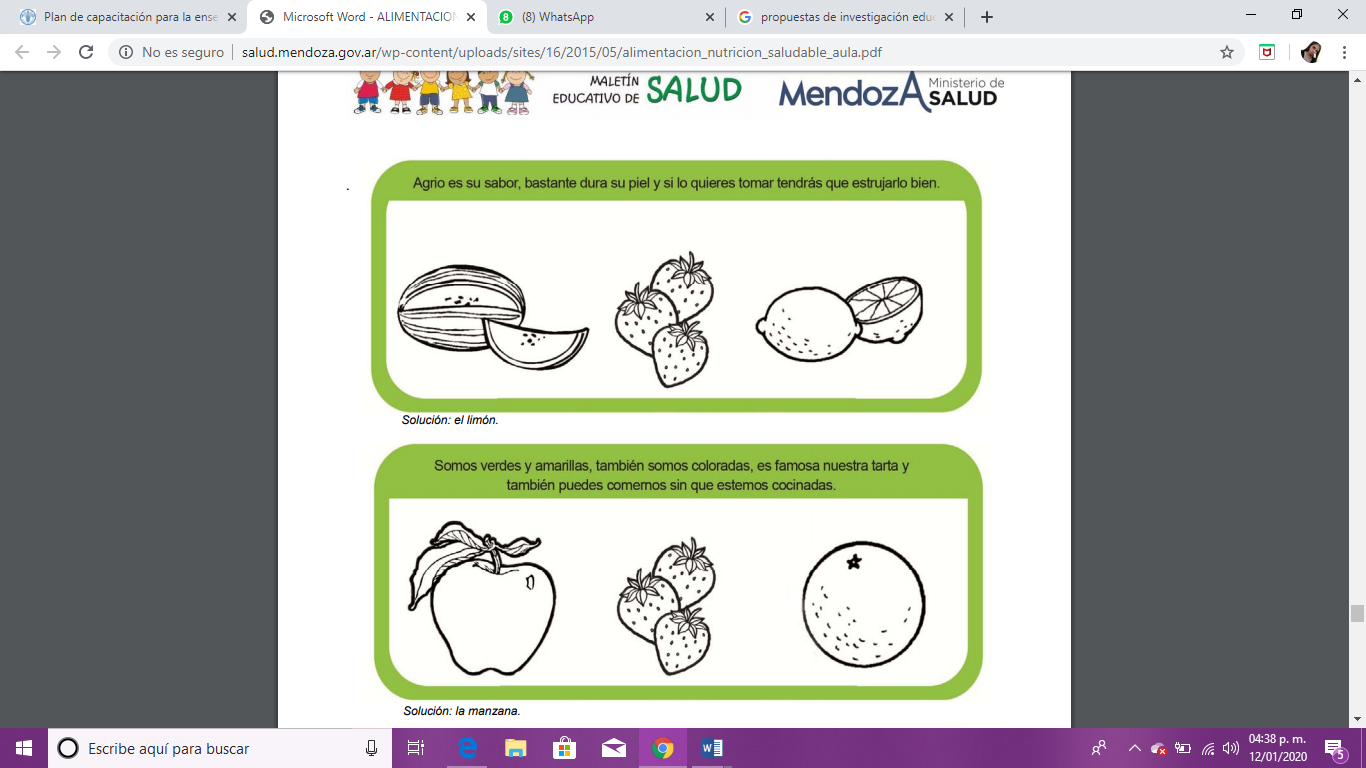 Plan de capacitación para la ense
Microsoft Word - ALIMENTACION
(8) WhatsApp
propuestas de investigación edu
No es seguro
salud.mendoza.gov.ar/wp-content/uploads/sites/16/2015/05/alimentacion_nutricion_saludable_aula.pdf
MALETÍN
EDUCATIVO DE SALUD
MendozA
Ministerio de
SALUD
.
Agrio es su sabor, bastante dura su piel y si lo quieres tomar tendrás que estrujarlo bien.
Solución: el limón.
Somos verdes y amarillas, también somos coloradas, es famosa nuestra tarta y
también puedes comernos sin que estemos cocinadas.
Solución: la manzana.
Escribe aquí para buscar
04:38 p. m.
12/01/2020
5